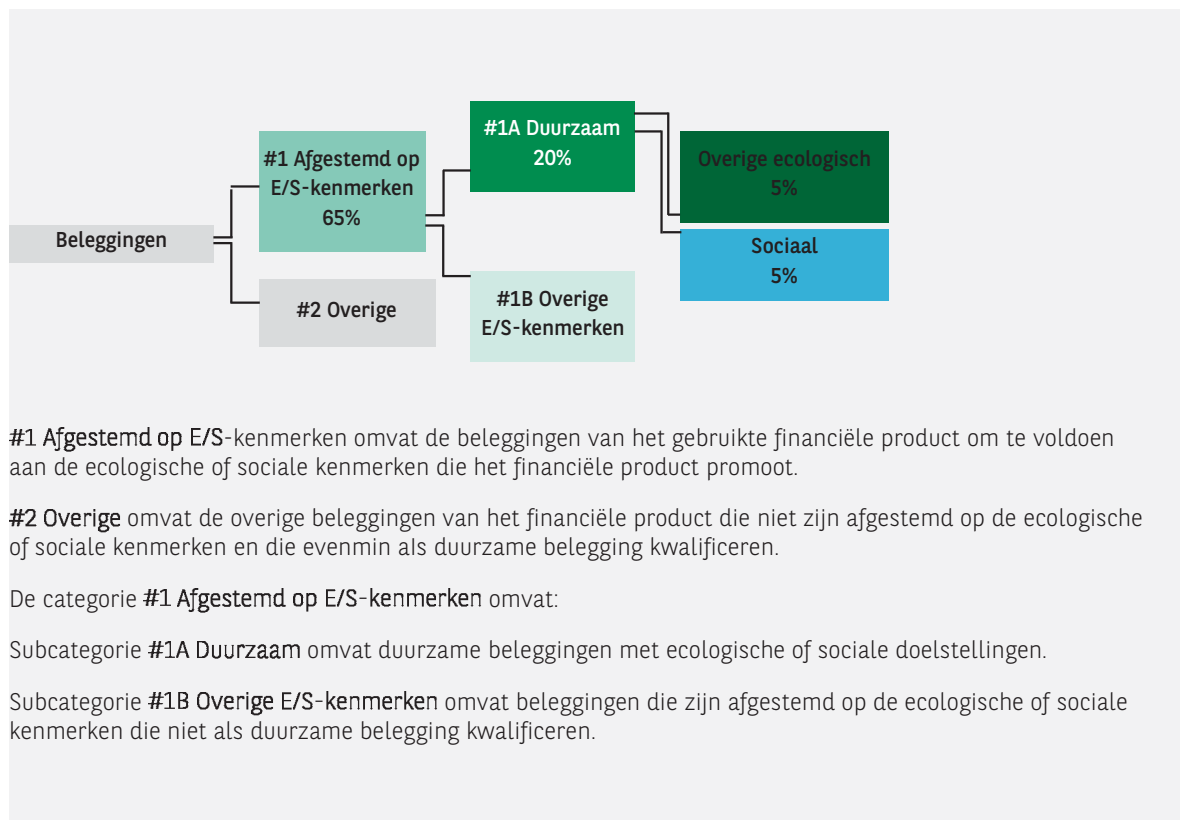 Beleggingen
#1 Afgestemd op
E/S-kenmerken
65%
#2 Overige
#1A Duurzaam
20%
#1B Overige
E/S-kenmerken
Overige ecologisch
5%
Sociaal
5%
#1 Afgestemd op E/S-kenmerken omvat de beleggingen van het gebruikte financiële product om te voldoen
aan de ecologische of sociale kenmerken die het financiële product promoot.
#2 Overige omvat de overige beleggingen van het financiële product die niet zijn afgestemd op de ecologische
of sociale kenmerken en die evenmin als duurzame belegging kwalificeren.
De categorie #1 Afgestemd op E/S-kenmerken omvat:
Subcategorie #1A Duurzaam omvat duurzame beleggingen met ecologische of sociale doelstellingen.
Subcategorie #1B Overige E/S-kenmerken omvat beleggingen die zijn afgestemd op de ecologische of sociale
kenmerken die niet als duurzame belegging kwalificeren.